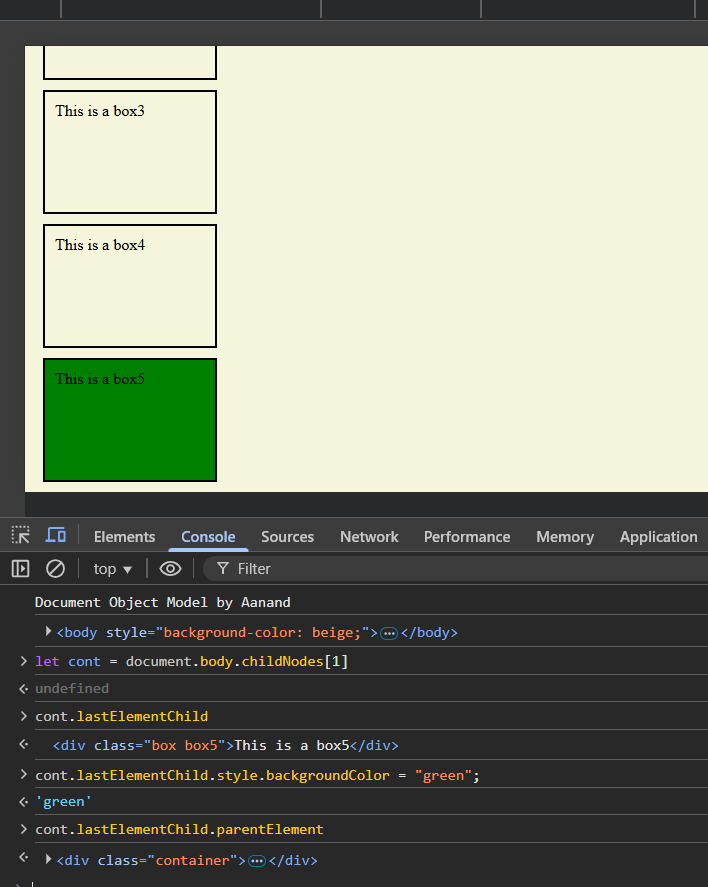 This is a box3
This is a box4
This is a box5
Elements Console Sources Network Performance Memory Application
top ▼ Filter
Document Object Model by Aanand
<body style="background-color: beige;">…</body>
let cont = document.body.childNodes[1]
undefined
cont.lastElementChild
<div class="box box5">This is a box5</div>
cont.lastElementChild.style.backgroundColor = "green";
'green'
cont.lastElementChild.parentElement
<div class="container">…</div>